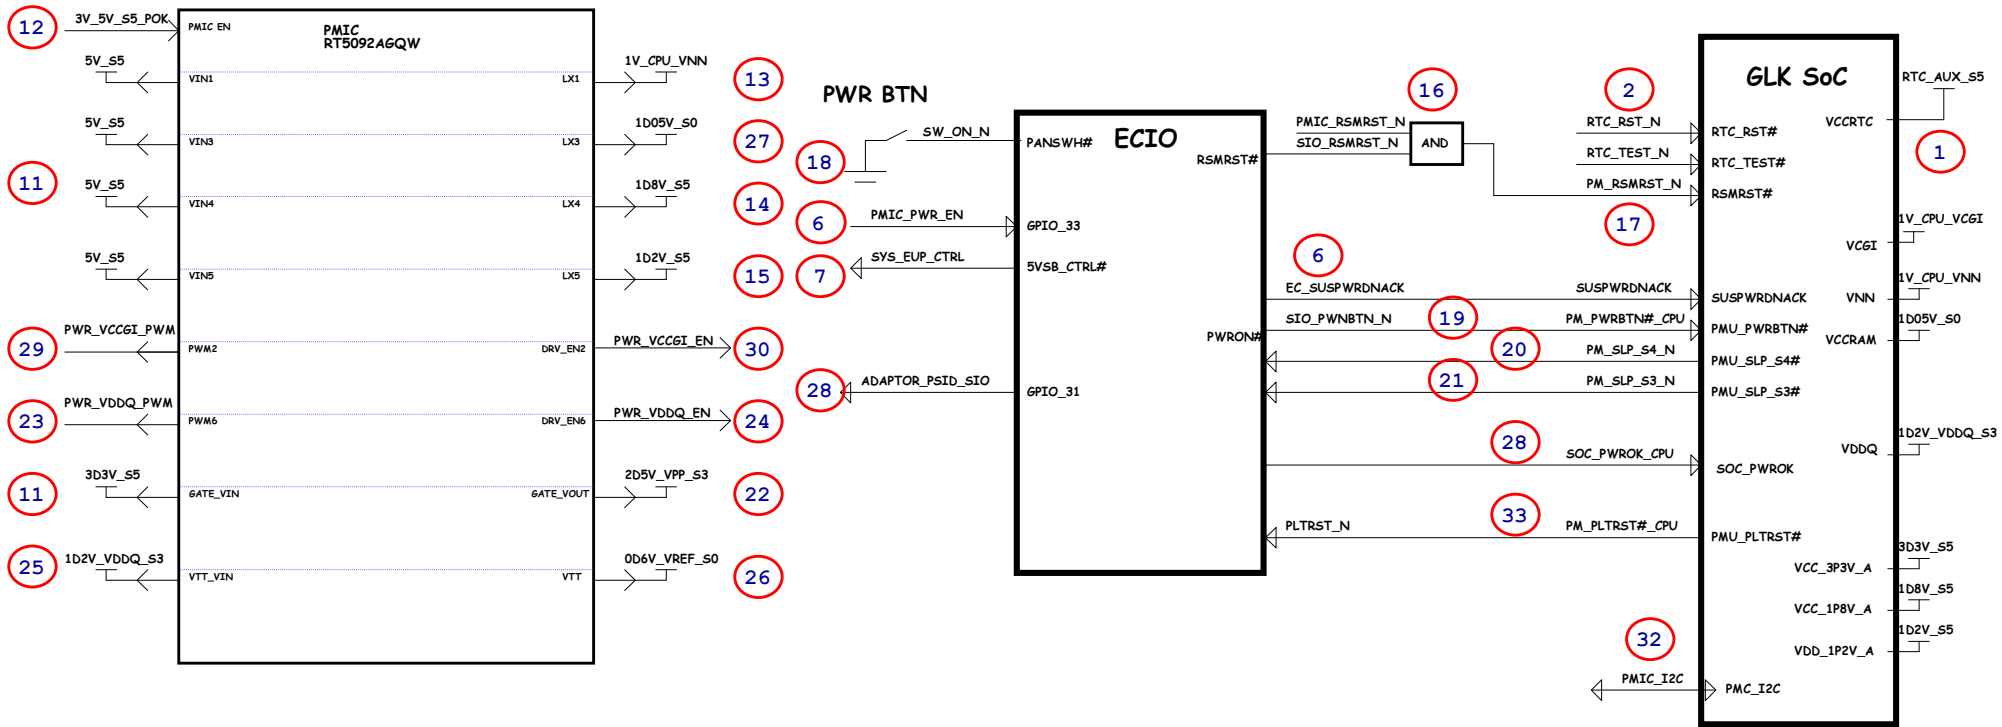 12
3V_5V_S5_POK
PMIC EN
PMIC
RT5092AGQW
5V_S5
VIN1
LX1
1V_CPU_VNN
13
5V_S5
VIN3
LX3
1D05V_S0
27
11
5V_S5
VIN4
LX4
1D8V_S5
14
5V_S5
VIN5
LX5
1D2V_S5
15
29
PWR_VCCGI_PWM
PWM2
DRV_EN2
PWR_VCCGI_EN
30
23
PWR_VDDQ_PWM
PWM6
DRV_EN6
PWR_VDDQ_EN
24
11
3D3V_S5
GATE_VIN
GATE_VOUT
2D5V_VPP_S3
22
25
1D2V_VDDQ_S3
VTT_VIN
VTT
0D6V_VREF_S0
26
PWR BTN
SW_ON_N
18
6
PMIC_PWR_EN
7
SYS_EUP_CTRL
28
ADAPTOR_PSID_SIO
ECIO
PANSWH#
RSMRST#
GPIO_33
5VSB_CTRL#
PWRON#
GPIO_31
16
PMIC_RSMRST_N
SIO_RSMRST_N
AND
2
RTC_RST_N
RTC_TEST_N
PM_RSMRST_N
17
6
EC_SUSPWRDNACK
SUSPWRDNACK
SIO_PWNBTN_N
19
PM_PWRBTN#_CPU
20
PM_SLP_S4_N
21
PM_SLP_S3_N
28
SOC_PWROK_CPU
33
PLTRST_N
PM_PLTRST#_CPU
32
PMIC_I2C
GLK SoC
RTC_AUX_S5
VCCRTC
1
RTC_RST#
RTC_TEST#
RSMRST#
1V_CPU_VCGI
VCGI
1V_CPU_VNN
SUSPWRDNACK
VNN
1D05V_S0
PMU_PWRBTN#
VCCRAM
PMU_SLP_S4#
PMU_SLP_S3#
1D2V_VDDQ_S3
VDDQ
SOC_PWROK
PMU_PLTRST#
3D3V_S5
VCC_3P3V_A
1D8V_S5
VCC_1P8V_A
1D2V_S5
VDD_1P2V_A
PMC_I2C